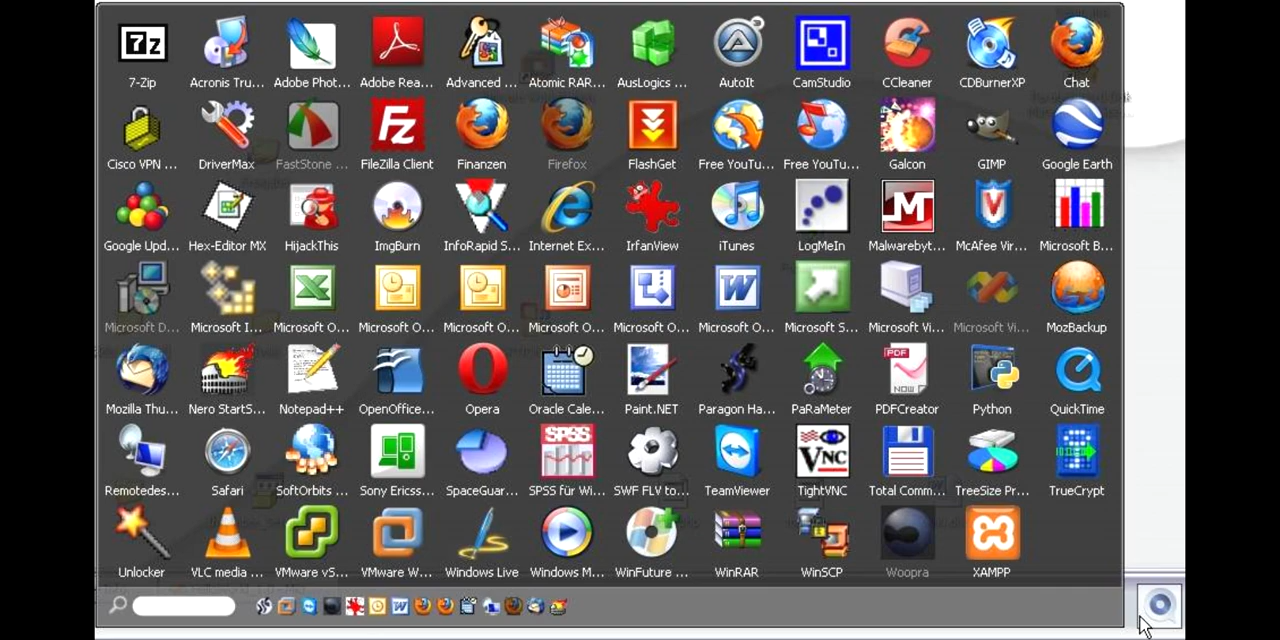 7-Zip Acronis Tru... Adobe Phot... Adobe Rea... Advanced ... Atomic RAR... AusLogics ... AutoIt CamStudio CCleaner CDBurnerXP Chat
Cisco VPN ... DriverMax FastStone ... FileZilla Client Finanzen Firefox FlashGet Free YouTu... Free YouTu... Galcon GIMP Google Earth
Google Upd... Hex-Editor MX HijackThis ImgBurn InfoRapid S... Internet Ex... IrfanView iTunes LogMeIn Malwarebyt... McAfee Vir... Microsoft B...
Microsoft D... Microsoft I... Microsoft O... Microsoft O... Microsoft O... Microsoft O... Microsoft O... Microsoft O... Microsoft S... Microsoft Vi... Microsoft Vi... MozBackup
Mozilla Thu... Nero StartS... Notepad++ OpenOffice... Opera Oracle Cale... Paint.NET Paragon Ha... PaRaMeter PDFCreator Python QuickTime
Remotedes... Safari SoftOrbits ... Sony Ericss... SpaceGuar... SPSS für Wi... SWF FLV to... TeamViewer TightVNC Total Comm... TreeSize Pr... TrueCrypt
Unlocker VLC media ... VMware vS... VMware W... Windows Live Windows M... WinFuture ... WinRAR WinSCP Woopra XAMPP